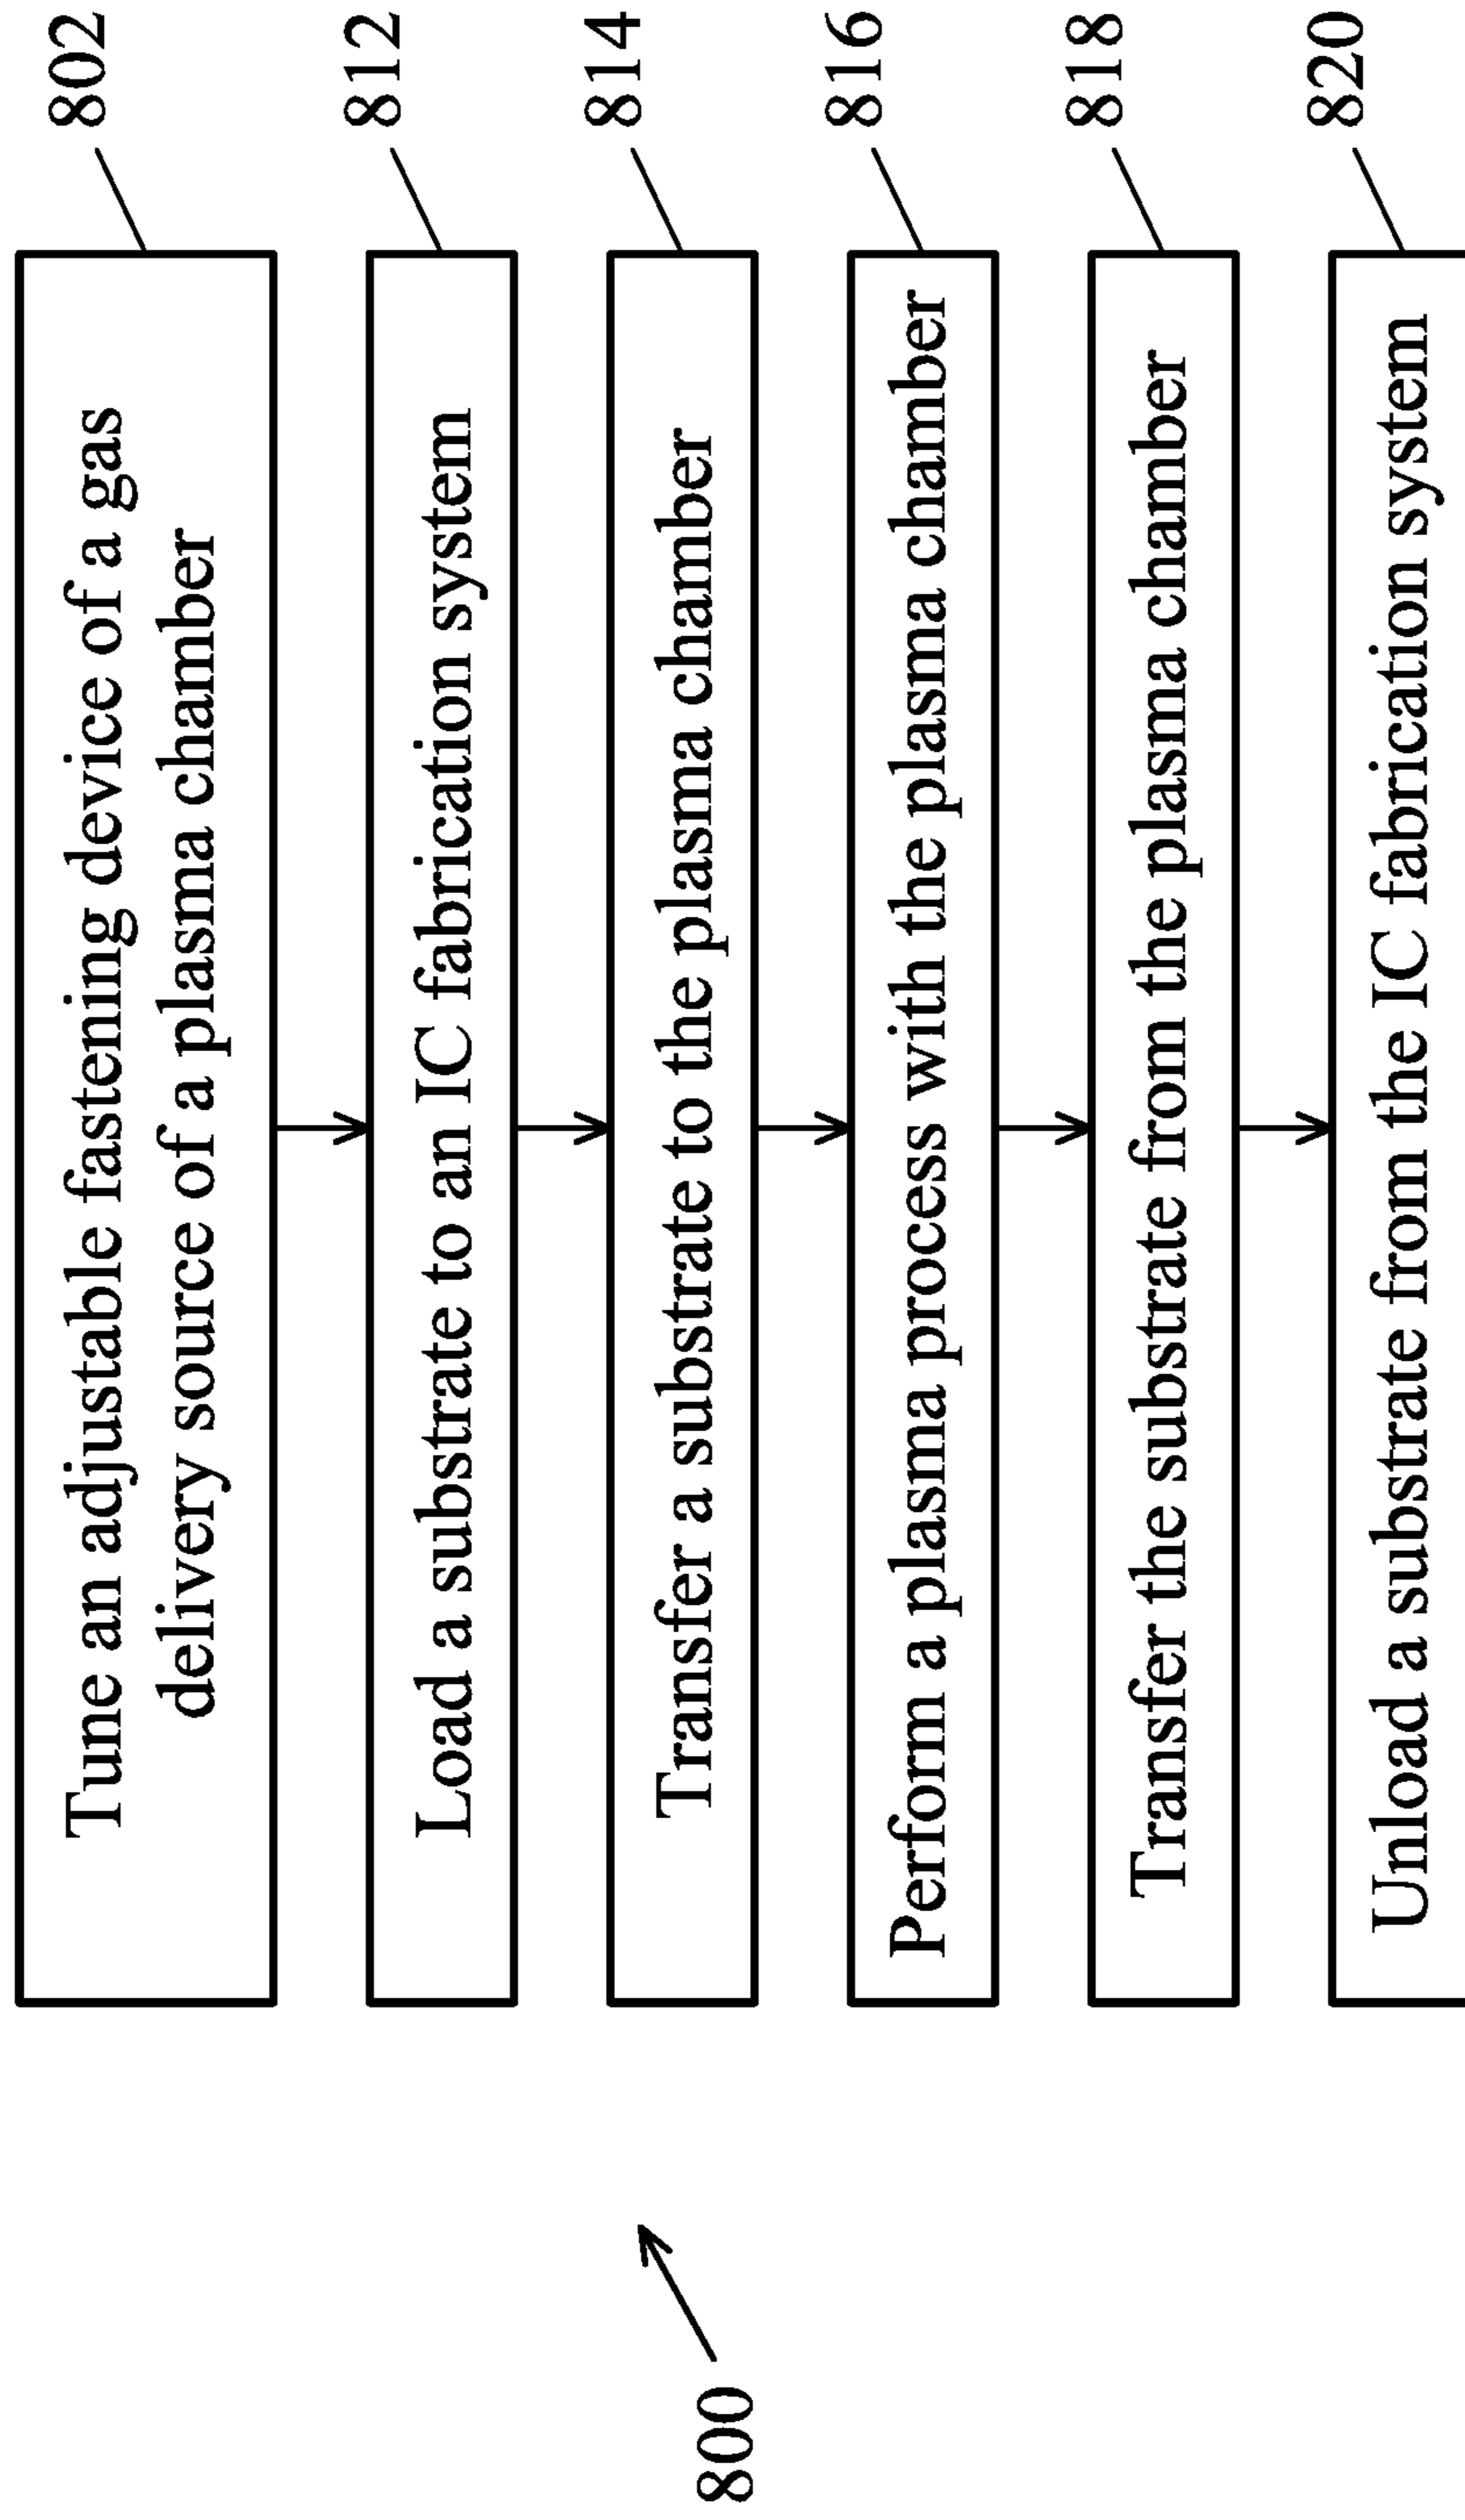 Tune an adjustable fastening device of a gas
delivery source of a plasma chamber
802
Load a substrate to an IC fabrication system
812
Transfer a substrate to the plasma chamber
814
Perform a plasma process with the plasma chamber
816
Transfer the substrate from the plasma chamber
818
Unload a substrate from the IC fabrication system
820
800